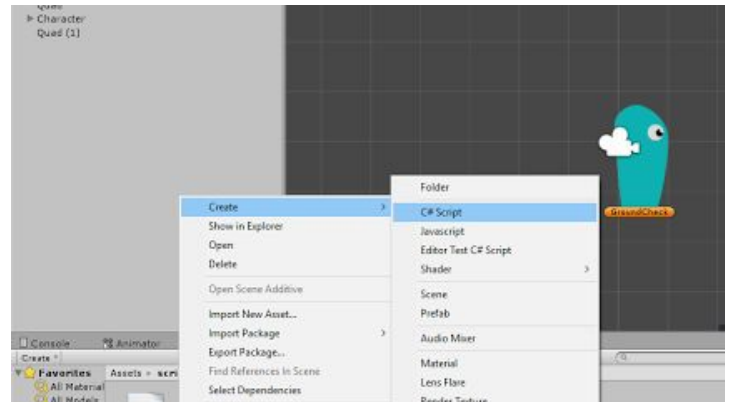 Quad
Character
Quad (1)
Folder
Create
C# Script
GroundCheck
Show in Explorer
Javascript
Open
Editor Test C# Script
Delete
Shader
Open Scene Additive
Scene
Import New Asset...
Prefab
Import Package
Audio Mixer
Export Package...
Find References In Scene
Material
Select Dependencies
Lens Flare
Render Texture
Console
Animator
Create
Favorites
Assets
scri
All Material
All Models